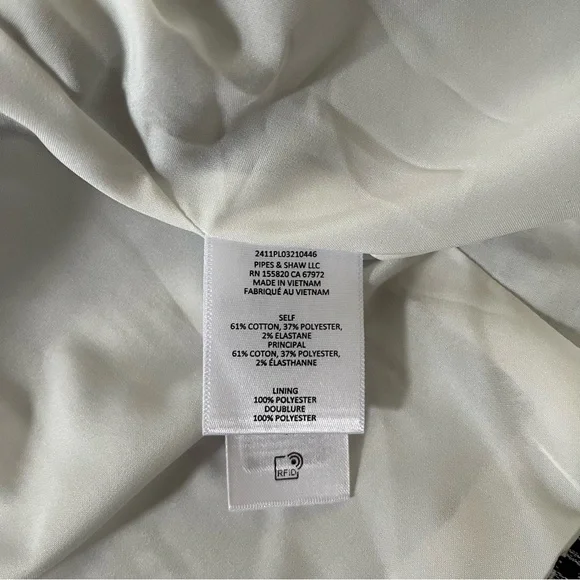 2411PL03210446
PIPES & SHAW LLC
RN 155820 CA 67972
MADE IN VIETNAM
FABRIQUÉ AU VIETNAM
SELF
61% COTTON, 37% POLYESTER,
2% ELASTANE
PRINCIPAL
61% COTON, 37% POLYESTER,
2% ÉLASTHANNE
LINING
100% POLYESTER
DOUBLURE
100% POLYESTER
RFID